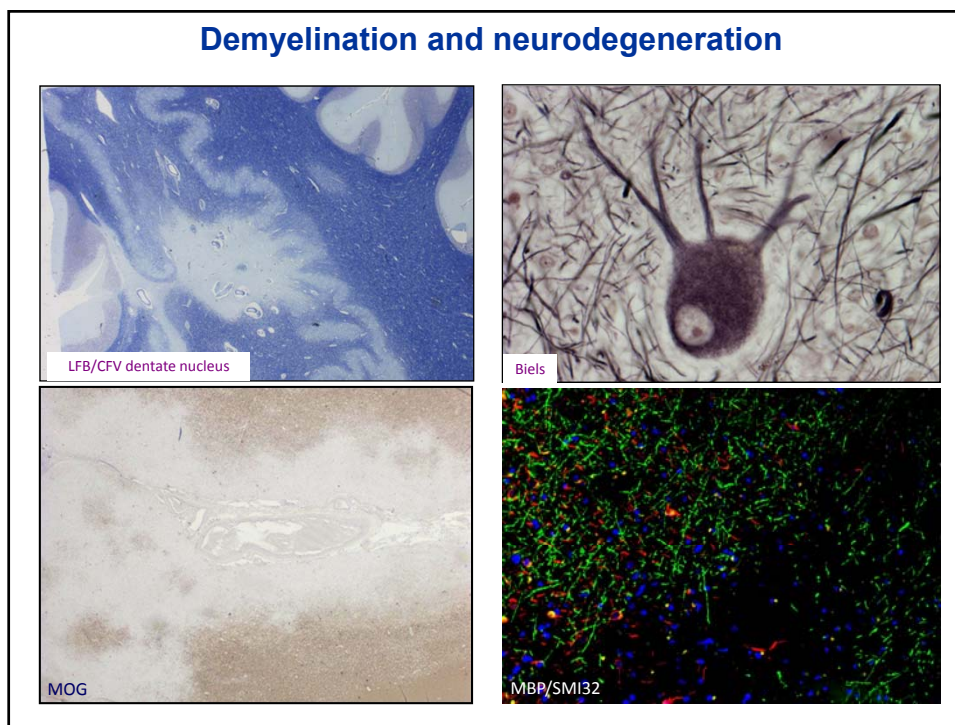 Demyelination and neurodegeneration
LFB/CFV dentate nucleus
Biels
MOG
MBP/SMI32